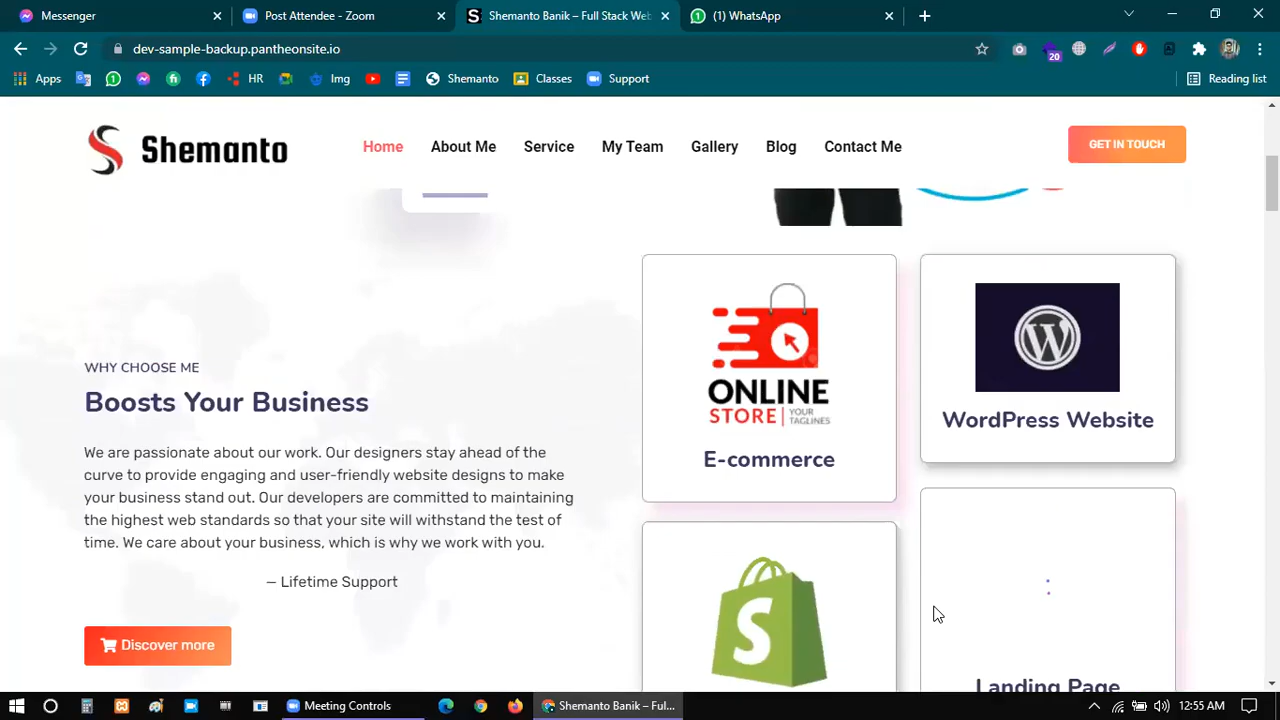 Messenger
Post Attendee - Zoom
Shemanto Banik – Full Stack Web
(1) WhatsApp
dev-sample-backup.pantheonsite.io
20
Apps
HR
Img
Shemanto
Classes
Support
Reading list
Shemanto
Home
About Me
Service
My Team
Gallery
Blog
Contact Me
GET IN TOUCH
WHY CHOOSE ME
Boosts Your Business
We are passionate about our work. Our designers stay ahead of the
curve to provide engaging and user-friendly website designs to make
your business stand out. Our developers are committed to maintaining
the highest web standards so that your site will withstand the test of
time. We care about your business, which is why we work with you.
– Lifetime Support
Discover more
ONLINE
STORE | YOUR
TAGLINES
E-commerce
WordPress Website
Landing Page
Meeting Controls
Shemanto Banik – Ful...
12:55 AM